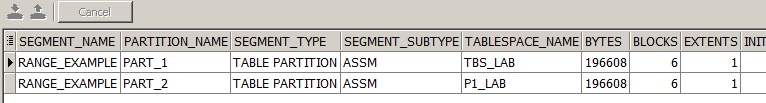 Cancel
SEGMENT_NAME PARTITION_NAME SEGMENT_TYPE SEGMENT_SUBTYPE TABLESPACE_NAME BYTES BLOCKS EXTENTS INIT
RANGE_EXAMPLE PART_1 TABLE PARTITION ASSM TBS_LAB 196608 6 1
RANGE_EXAMPLE PART_2 TABLE PARTITION ASSM P1_LAB 196608 6 1